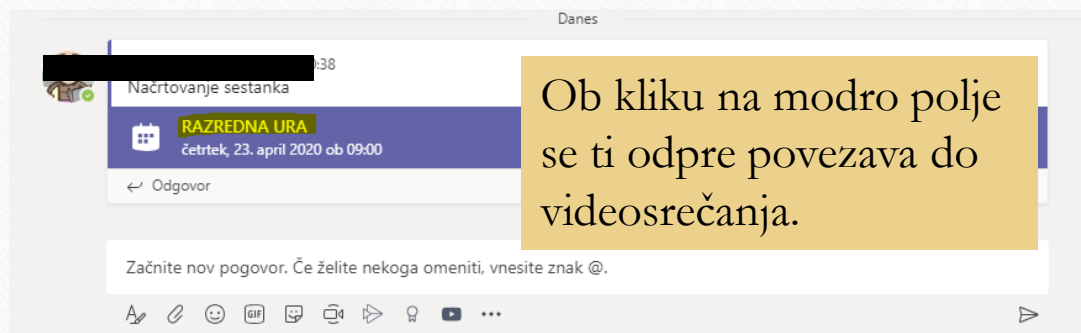 Danes
:38
Načrtovanje sestanka
RAZREDNA URA
četrtek, 23. april 2020 ob 09:00
Odgovor
Ob kliku na modro polje
se ti odpre povezava do
videosrečanja.
Začnite nov pogovor. Če želite nekoga omeniti, vnesite znak @.
GIF